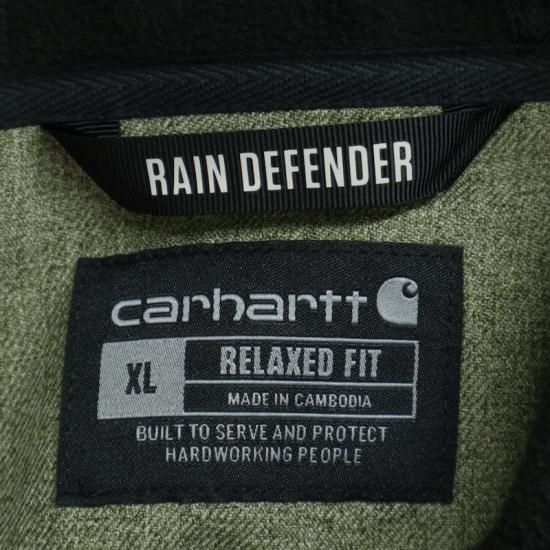 RAIN DEFENDER
carhartt
XL
RELAXED FIT
MADE IN CAMBODIA
BUILT TO SERVE AND PROTECT
HARDWORKING PEOPLE